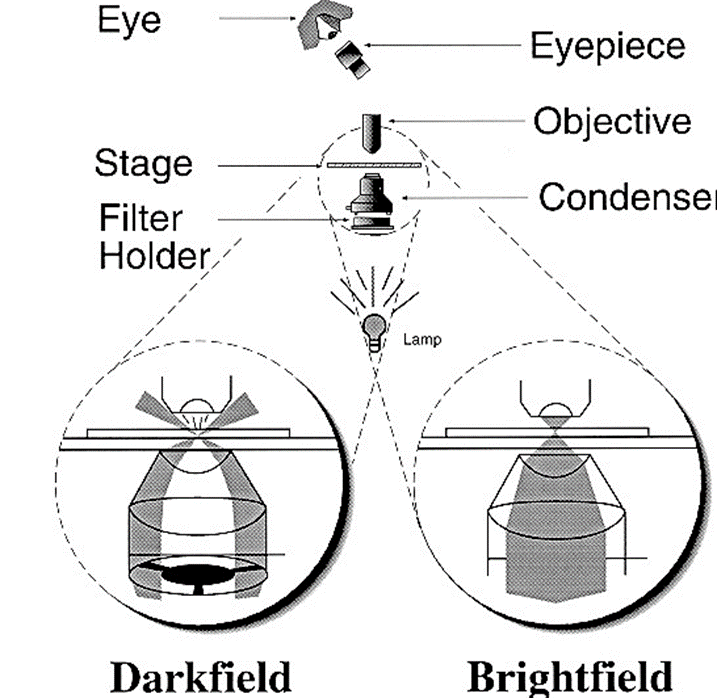 Eye
Eyepiece
Objective
Stage
Condenser
Filter
Holder
Lamp
Darkfield
Brightfield